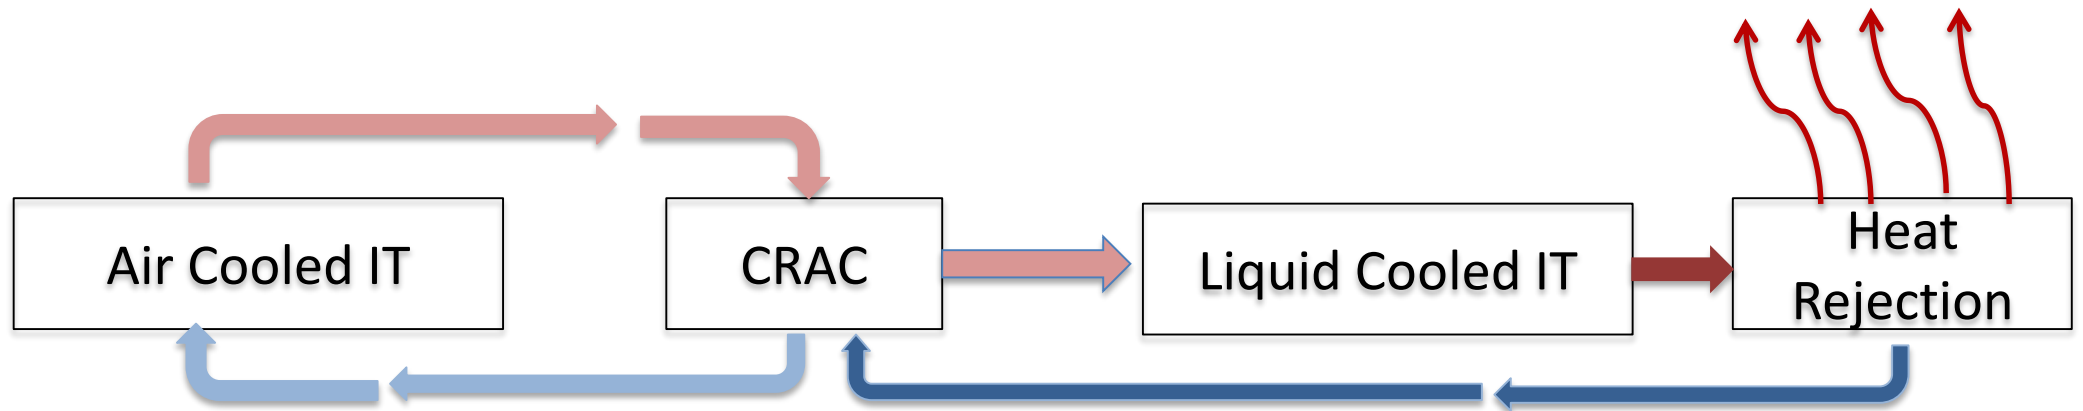 Air Cooled IT
CRAC
Liquid Cooled IT
Heat
Rejection